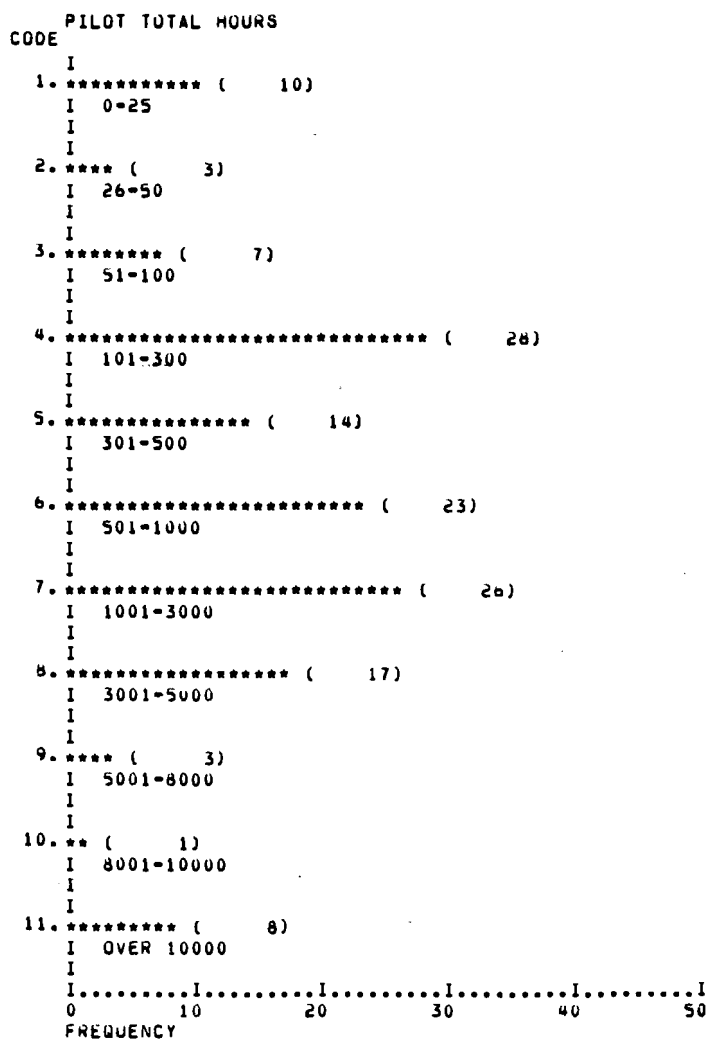 PILOT TOTAL HOURS
CODE
I
1. *********** ( 10)
I 0-25
I
I
2. **** ( 3)
I 26-50
I
I
3. ******** ( 7)
I 51-100
I
I
4. ***************************** ( 28)
I 101-300
I
I
5. *************** ( 14)
I 301-500
I
I
6. ************************ ( 23)
I 501-1000
I
I
7. *************************** ( 26)
I 1001-3000
I
I
8. ****************** ( 17)
I 3001-5000
I
I
9. **** ( 3)
I 5001-8000
I
I
10. ** ( 1)
I 8001-10000
I
I
11. ********* ( 8)
I OVER 10000
I
I.........I.........I.........I.........I.........I
0 10 20 30 40 50
FREQUENCY